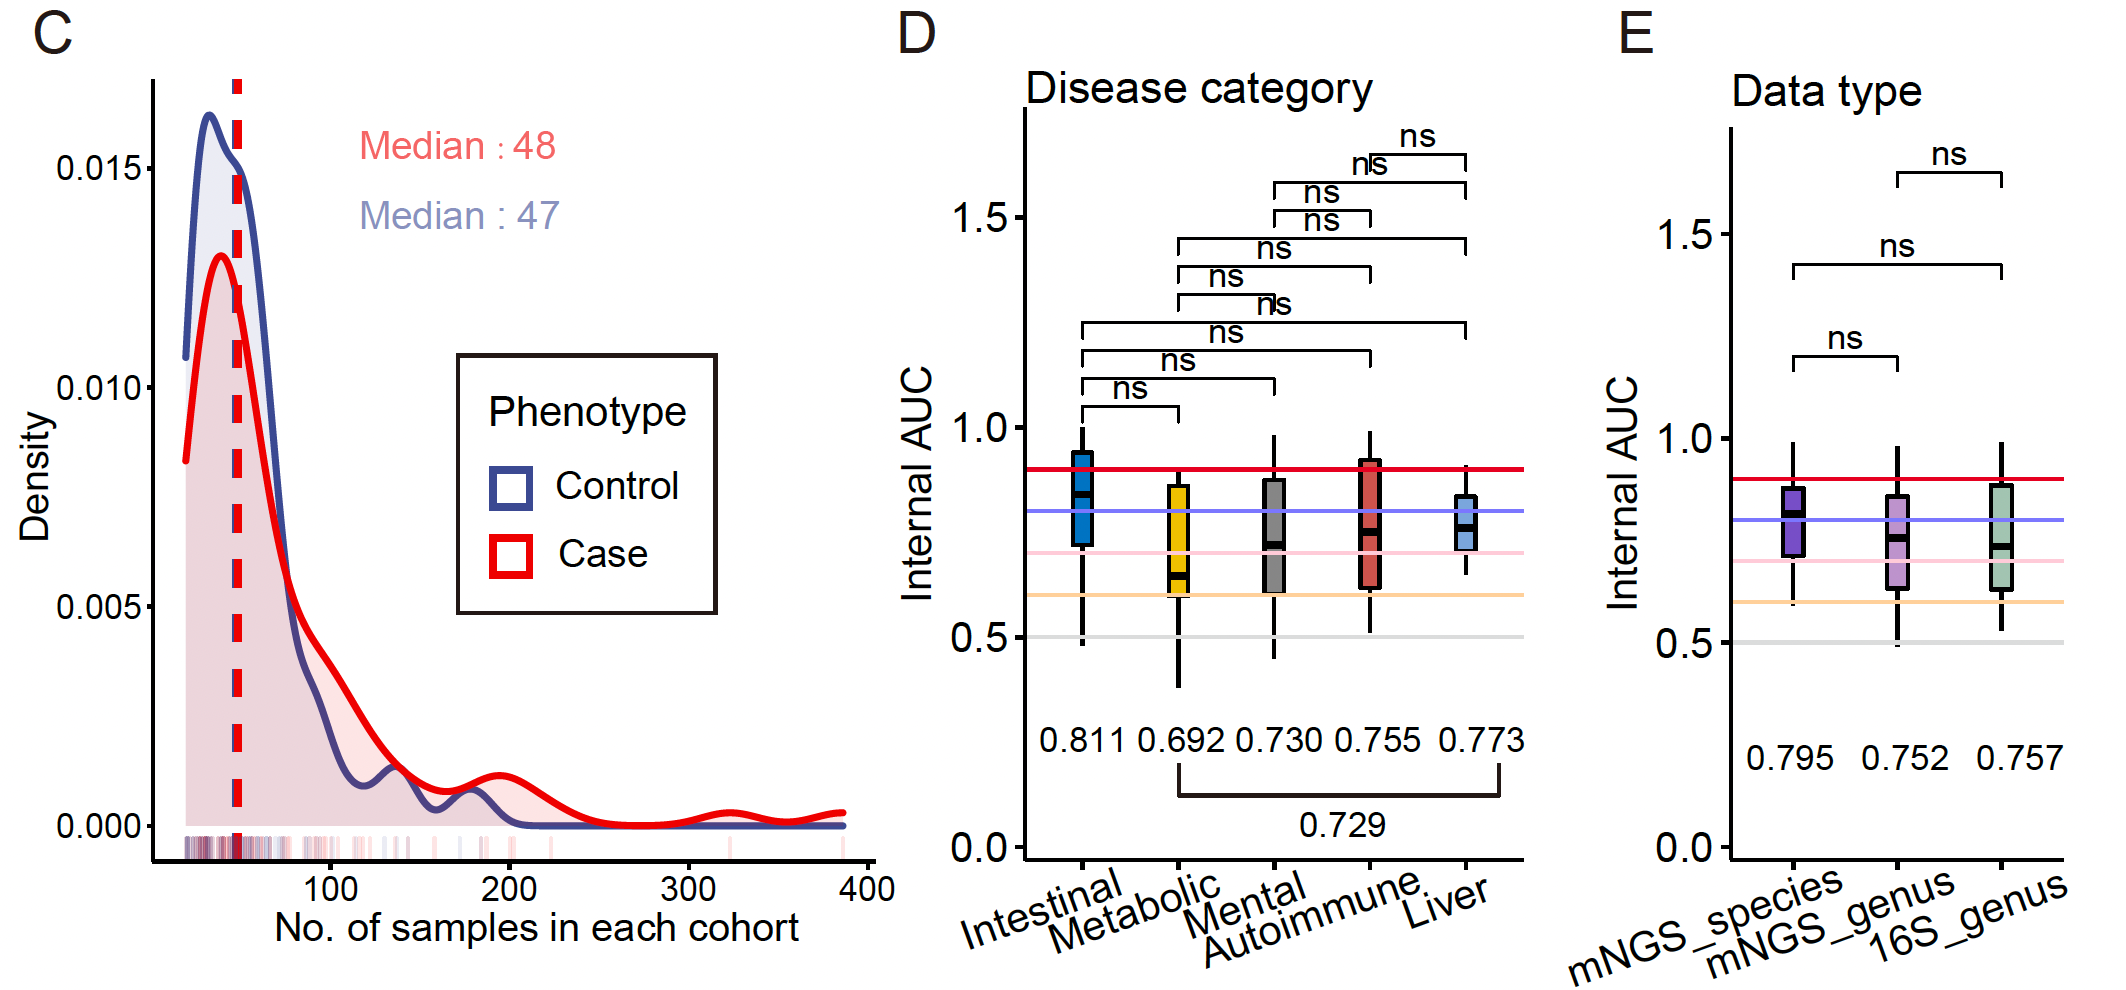 C
Median : 48
Median : 47
0.015
0.010
0.005
0.000
Density
Phenotype
Control
Case
100 200 300 400
No. of samples in each cohort
D
Disease category
ns
ns
ns
ns
ns
ns
ns
ns
ns
ns
1.5
1.0
0.5
0.0
Internal AUC
0.811 0.692 0.730 0.755 0.773
0.729
Intestinal
Metabolic
Mental
Autoimmune
Liver
E
Data type
ns
ns
ns
1.5
1.0
0.5
0.0
Internal AUC
0.795 0.752 0.757
mNGS_species
mNGS_genus
16S_genus